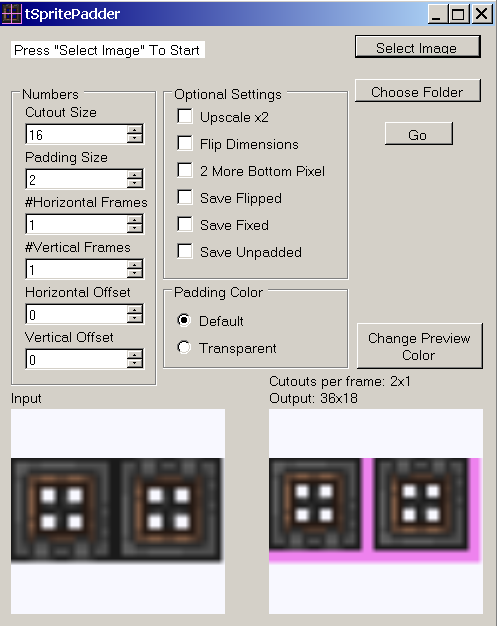 tSpritePadder
Press "Select Image" To Start
Select Image
Numbers
Cutout Size
16
Padding Size
2
#Horizontal Frames
1
#Vertical Frames
1
Horizontal Offset
0
Vertical Offset
0
Optional Settings
Upscale x2
Flip Dimensions
2 More Bottom Pixel
Save Flipped
Save Fixed
Save Unpadded
Padding Color
Default
Transparent
Choose Folder
Go
Change Preview
Color
Input
Cutouts per frame: 2x1
Output: 36x18